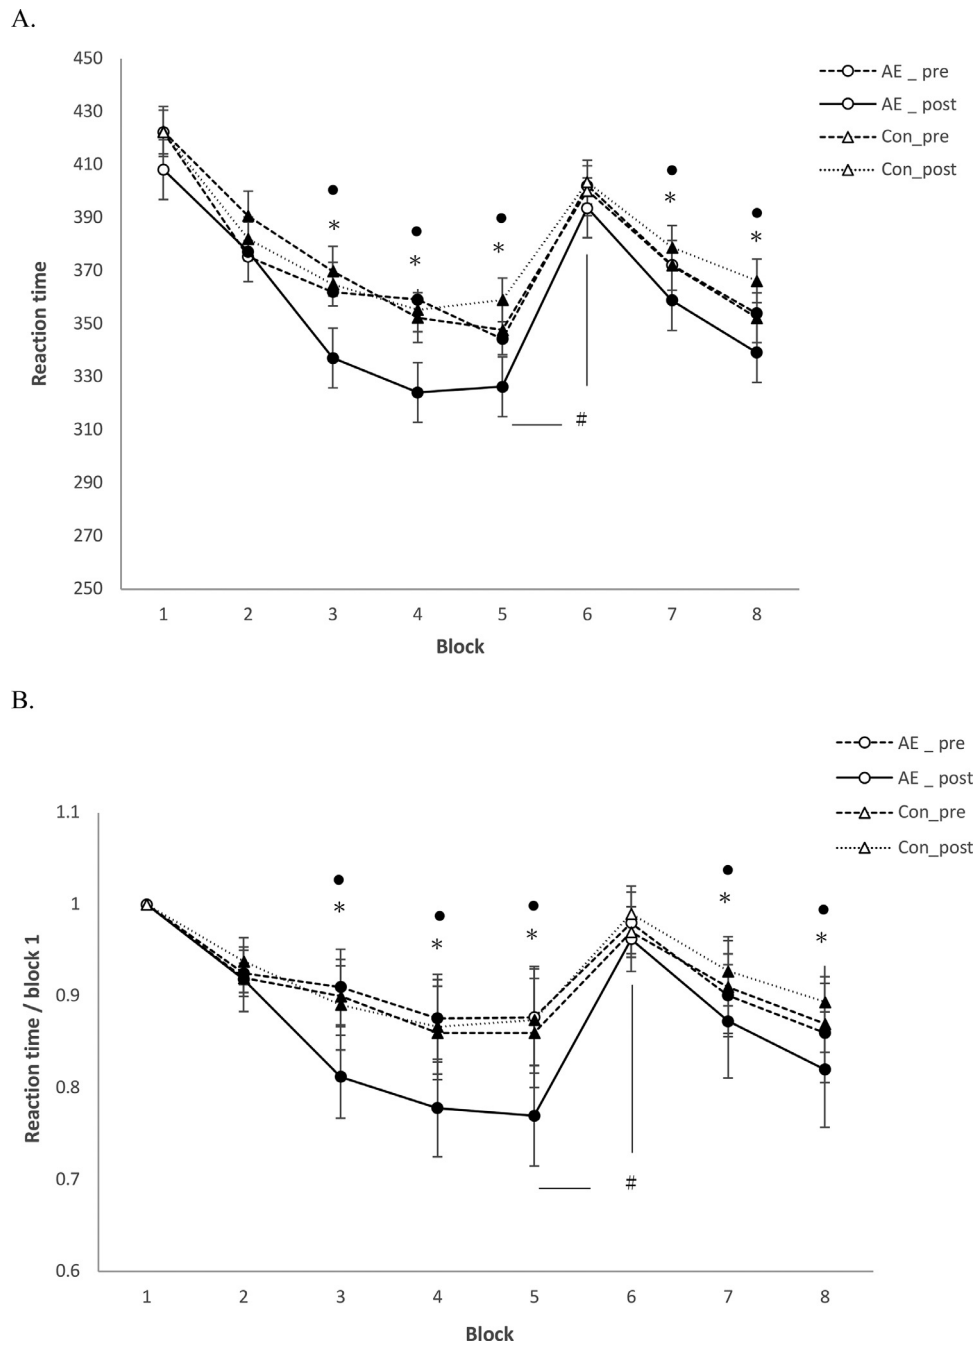 A.
450
430
410
390
370
350
330
310
290
270
250
Reaction time
1 2 3 4 5 6 7 8
Block
AE _ pre
AE _ post
Con_pre
Con_post
*
*
*
*
*
#
B.
1.1
1
0.9
0.8
0.7
0.6
Reaction time / block 1
1 2 3 4 5 6 7 8
Block
AE _ pre
AE _ post
Con_pre
Con_post
*
*
*
*
*
#